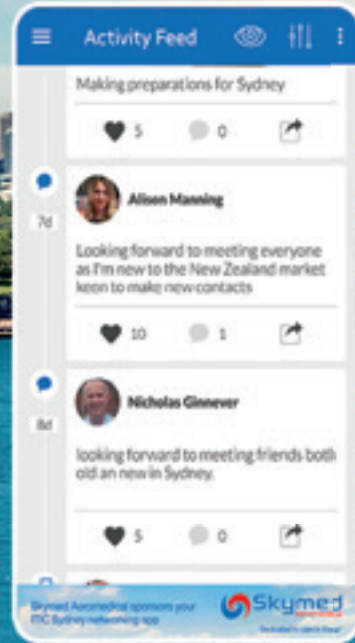 Activity Feed
Making preparations for Sydney
5 0
7d
Alison Manning
Looking forward to meeting everyone
as I'm new to the New Zealand market
keen to make new contacts
10 1
8d
Nicholas Ginnever
looking forward to meeting friends both
old an new in Sydney.
5 0
Skymed Aeromedical sponsors your
ITIC Sydney networking app
Skymed